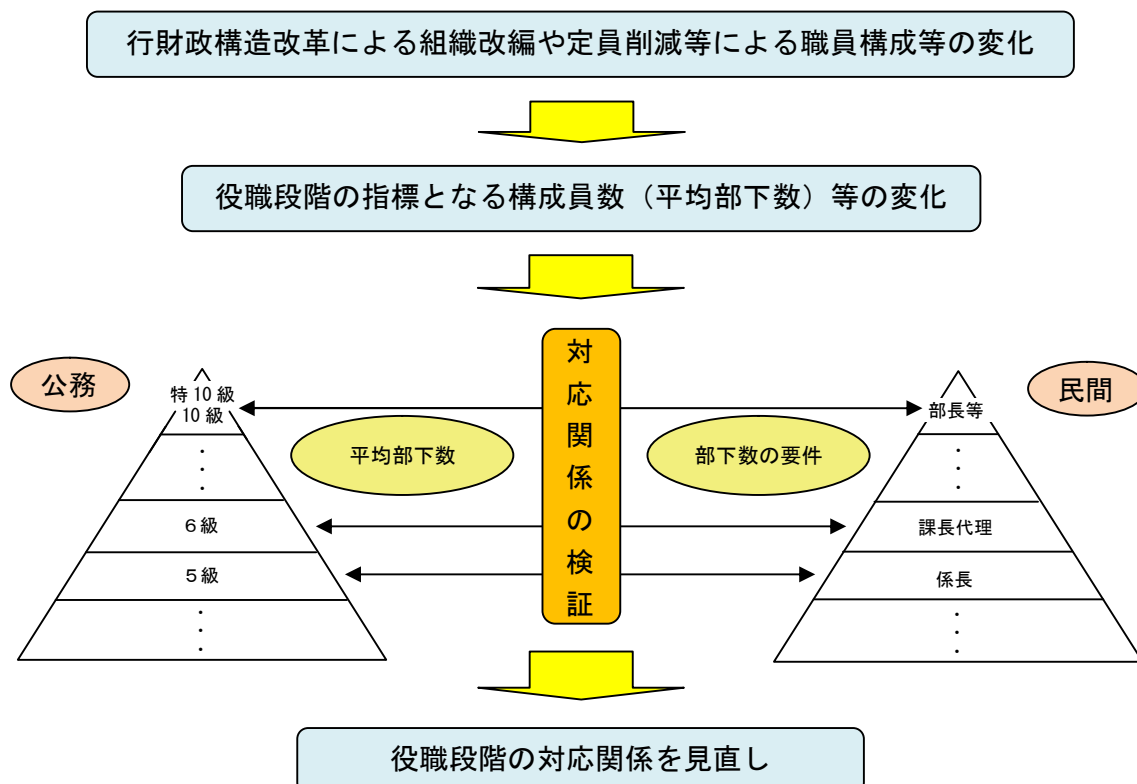 行財政構造改革による組織改編や定員削減等による職員構成等の変化
役職段階の指標となる構成員数（平均部下数）等の変化
対応関係の検証
公務
特10級
10級
・
・
・
6級
5級
・
・
・
平均部下数
部下数の要件
民間
部長等
・
・
・
課長代理
係長
・
・
・
役職段階の対応関係を見直し